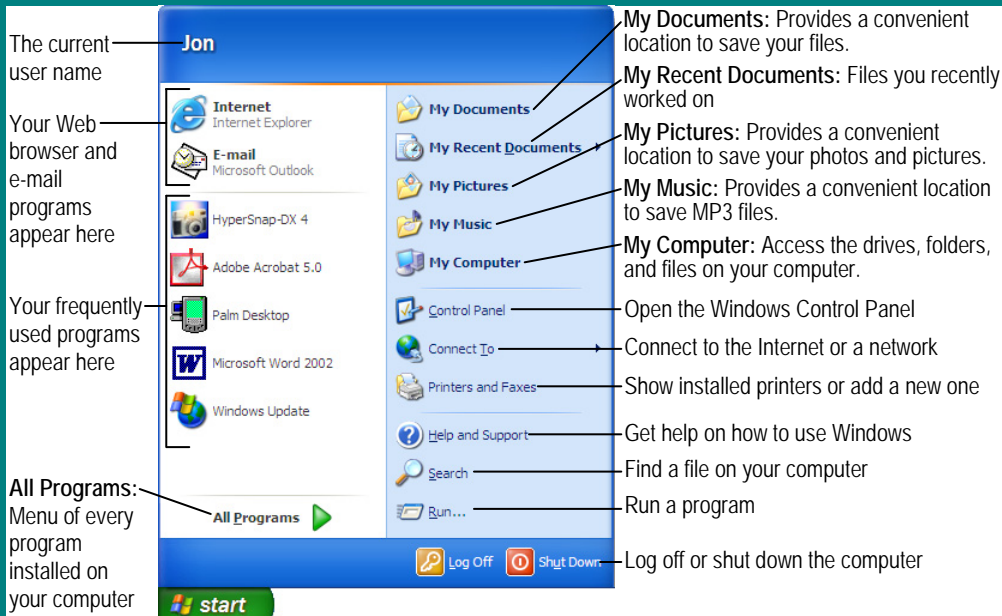 The current
user name
Your Web
browser and
e-mail
programs
appear here
Your frequently
used programs
appear here
All Programs:
Menu of every
program
installed on
your computer
Jon
Internet
Internet Explorer
E-mail
Microsoft Outlook
HyperSnap-DX 4
Adobe Acrobat 5.0
Palm Desktop
Microsoft Word 2002
Windows Update
All Programs
My Documents
My Recent Documents
My Pictures
My Music
My Computer
Control Panel
Connect To
Printers and Faxes
Help and Support
Search
Run...
Log Off
Shut Down
start
My Documents: Provides a convenient
location to save your files.
My Recent Documents: Files you recently
worked on
My Pictures: Provides a convenient
location to save your photos and pictures.
My Music: Provides a convenient location
to save MP3 files.
My Computer: Access the drives, folders,
and files on your computer.
Open the Windows Control Panel
Connect to the Internet or a network
Show installed printers or add a new one
Get help on how to use Windows
Find a file on your computer
Run a program
Log off or shut down the computer